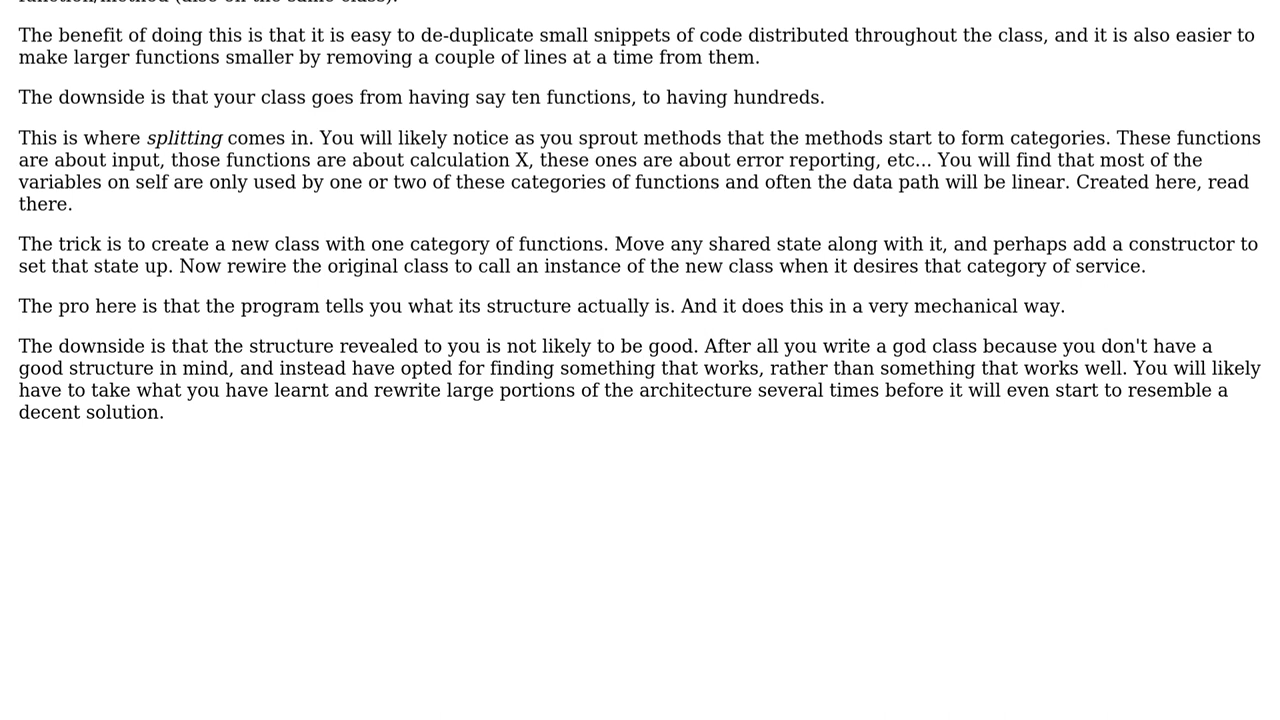 function/method (also on the same class).
The benefit of doing this is that it is easy to de-duplicate small snippets of code distributed throughout the class, and it is also easier to
make larger functions smaller by removing a couple of lines at a time from them.
The downside is that your class goes from having say ten functions, to having hundreds.
This is where splitting comes in. You will likely notice as you sprout methods that the methods start to form categories. These functions
are about input, those functions are about calculation X, these ones are about error reporting, etc... You will find that most of the
variables on self are only used by one or two of these categories of functions and often the data path will be linear. Created here, read
there.
The trick is to create a new class with one category of functions. Move any shared state along with it, and perhaps add a constructor to
set that state up. Now rewire the original class to call an instance of the new class when it desires that category of service.
The pro here is that the program tells you what its structure actually is. And it does this in a very mechanical way.
The downside is that the structure revealed to you is not likely to be good. After all you write a god class because you don't have a
good structure in mind, and instead have opted for finding something that works, rather than something that works well. You will likely
have to take what you have learnt and rewrite large portions of the architecture several times before it will even start to resemble a
decent solution.